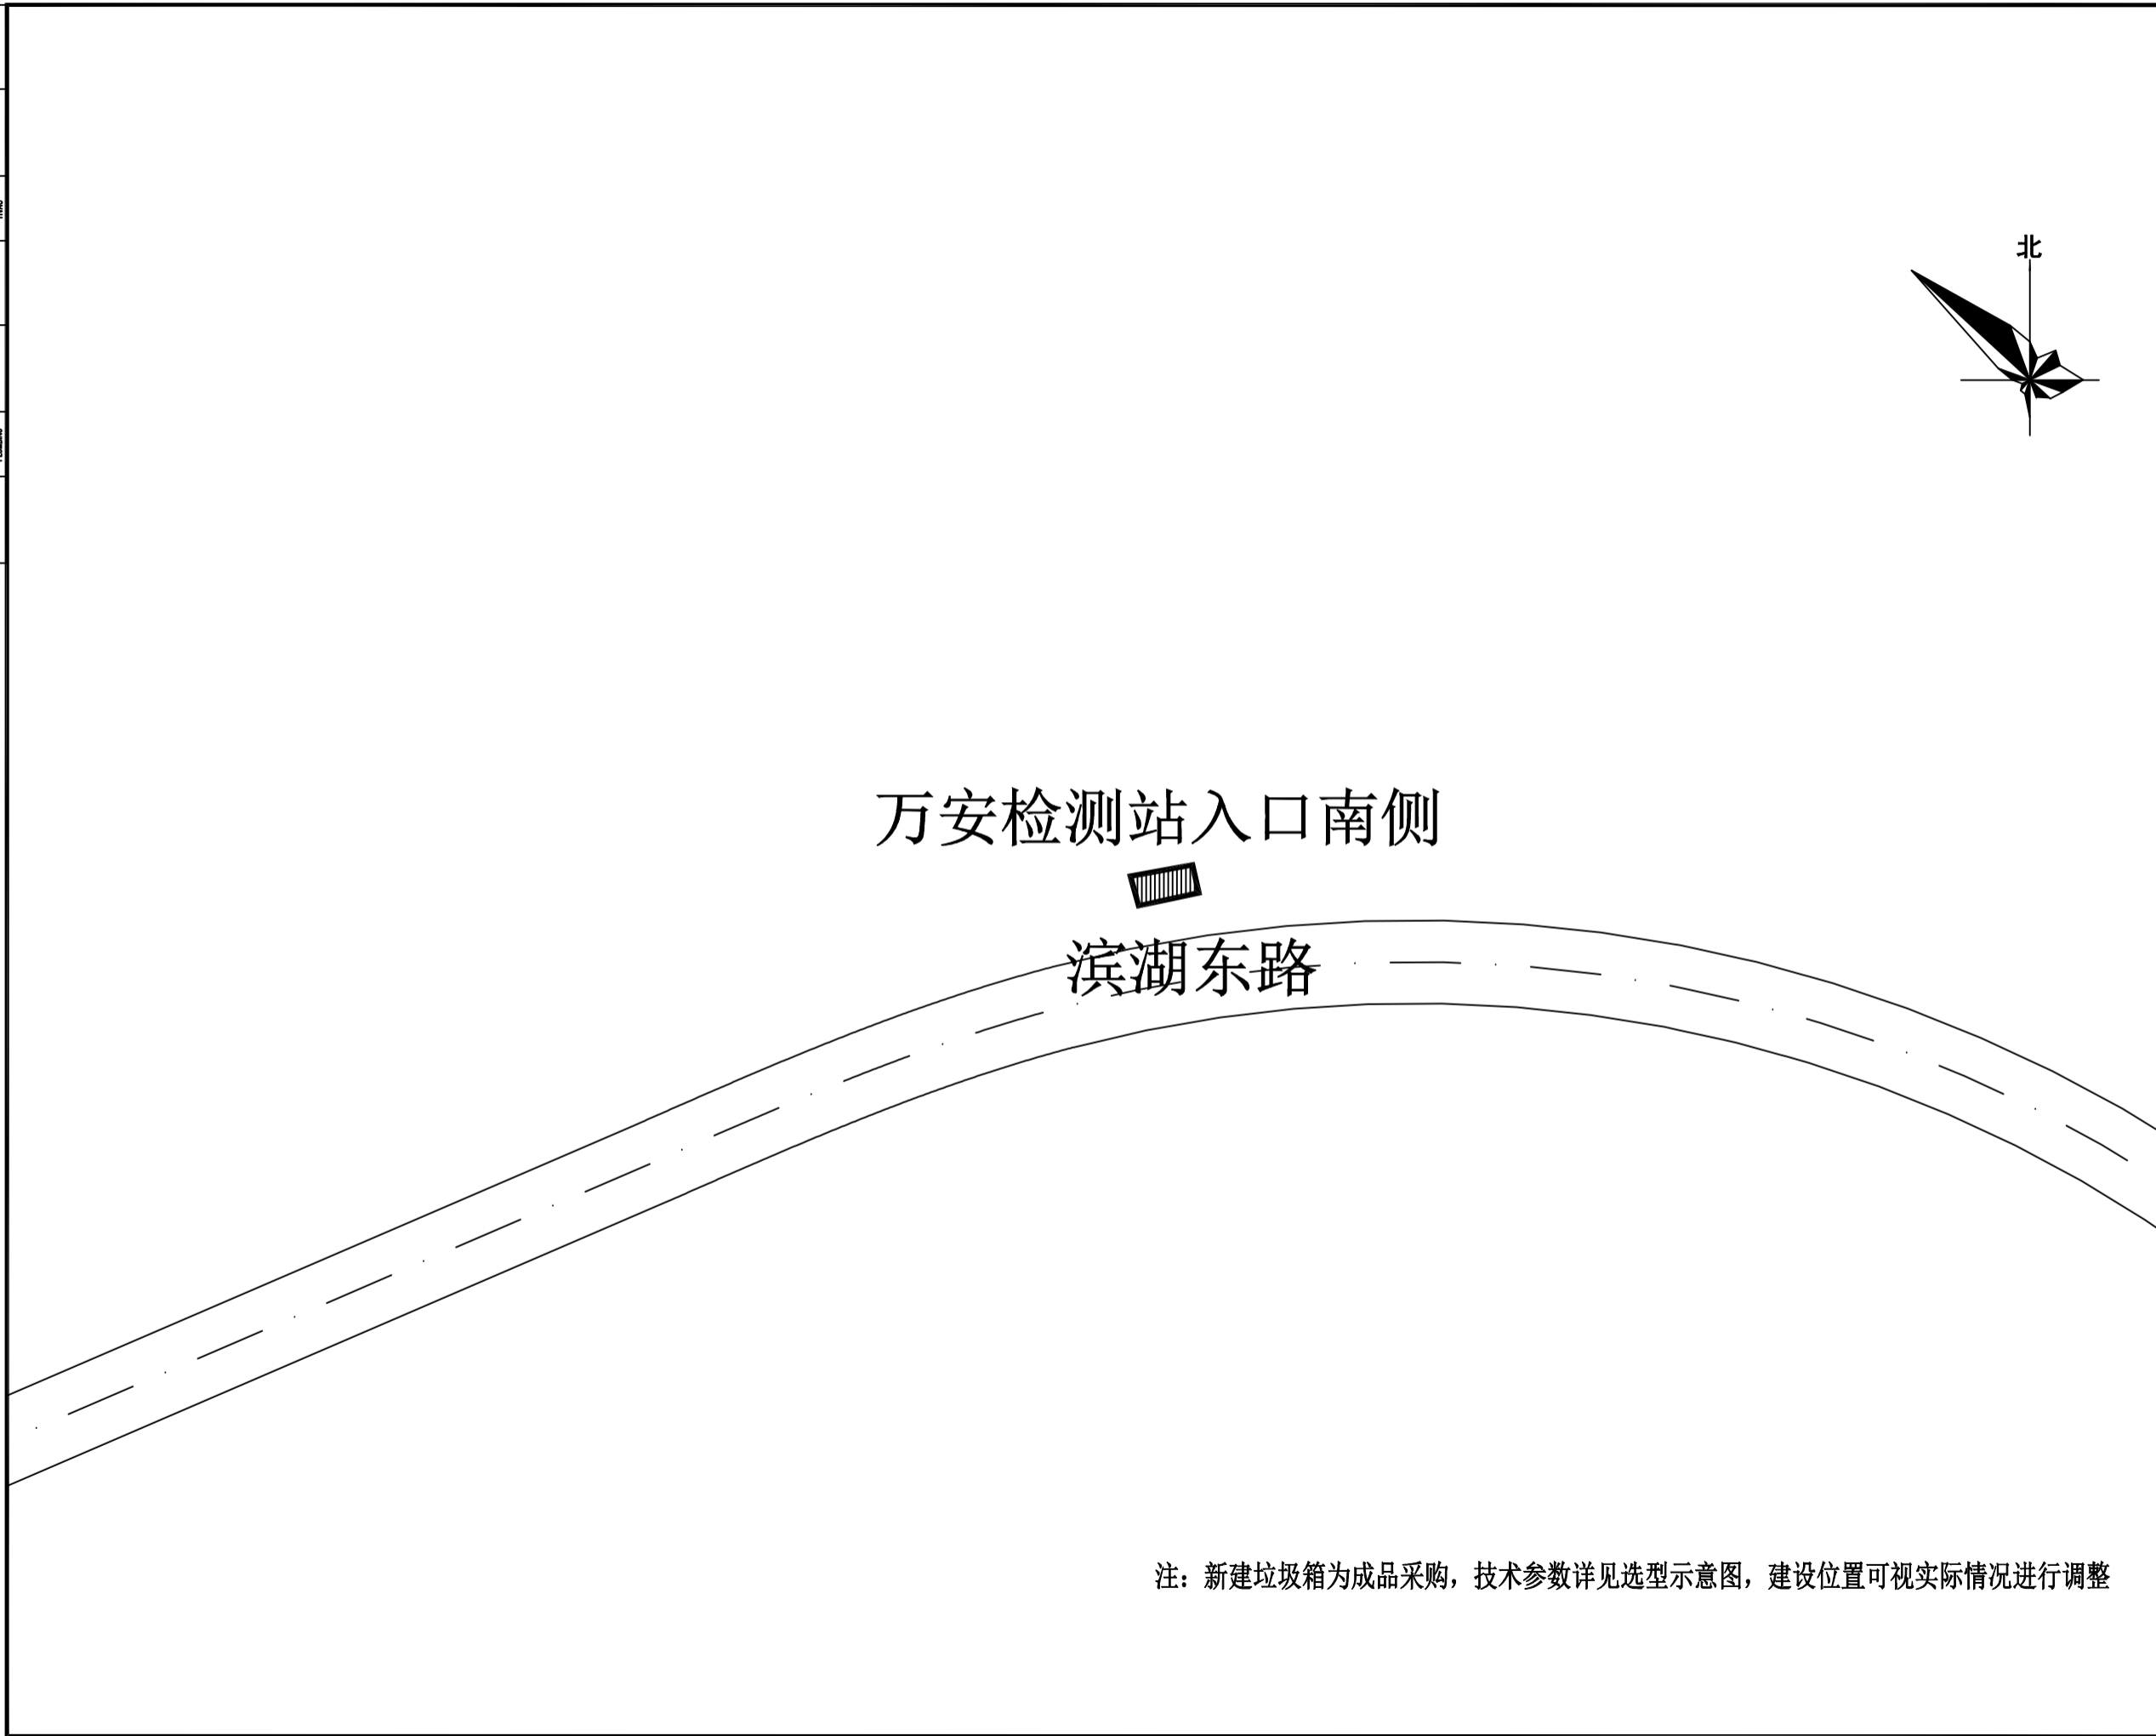 北
万安检测站入口南侧
滨湖东路
注：新建垃圾箱为成品采购，技术参数详见选型示意图，建设位置可视实际情况进行调整